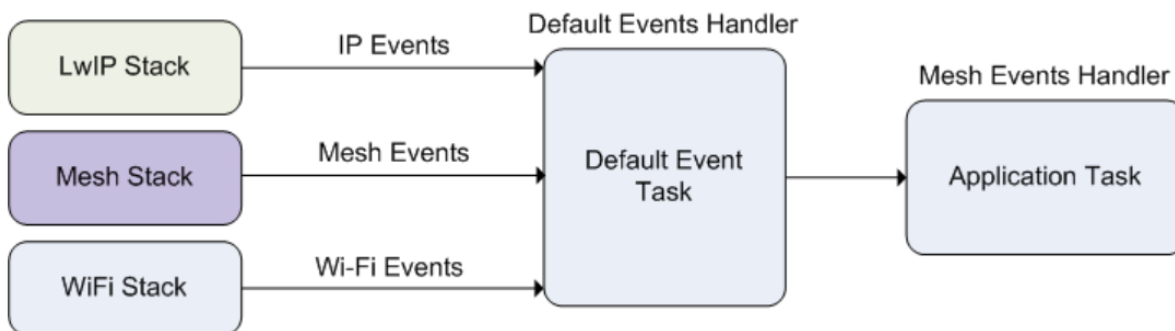 Default Events Handler
LwIP Stack
IP Events
Mesh Events Handler
Mesh Stack
Mesh Events
Default Event
Task
Application Task
WiFi Stack
Wi-Fi Events